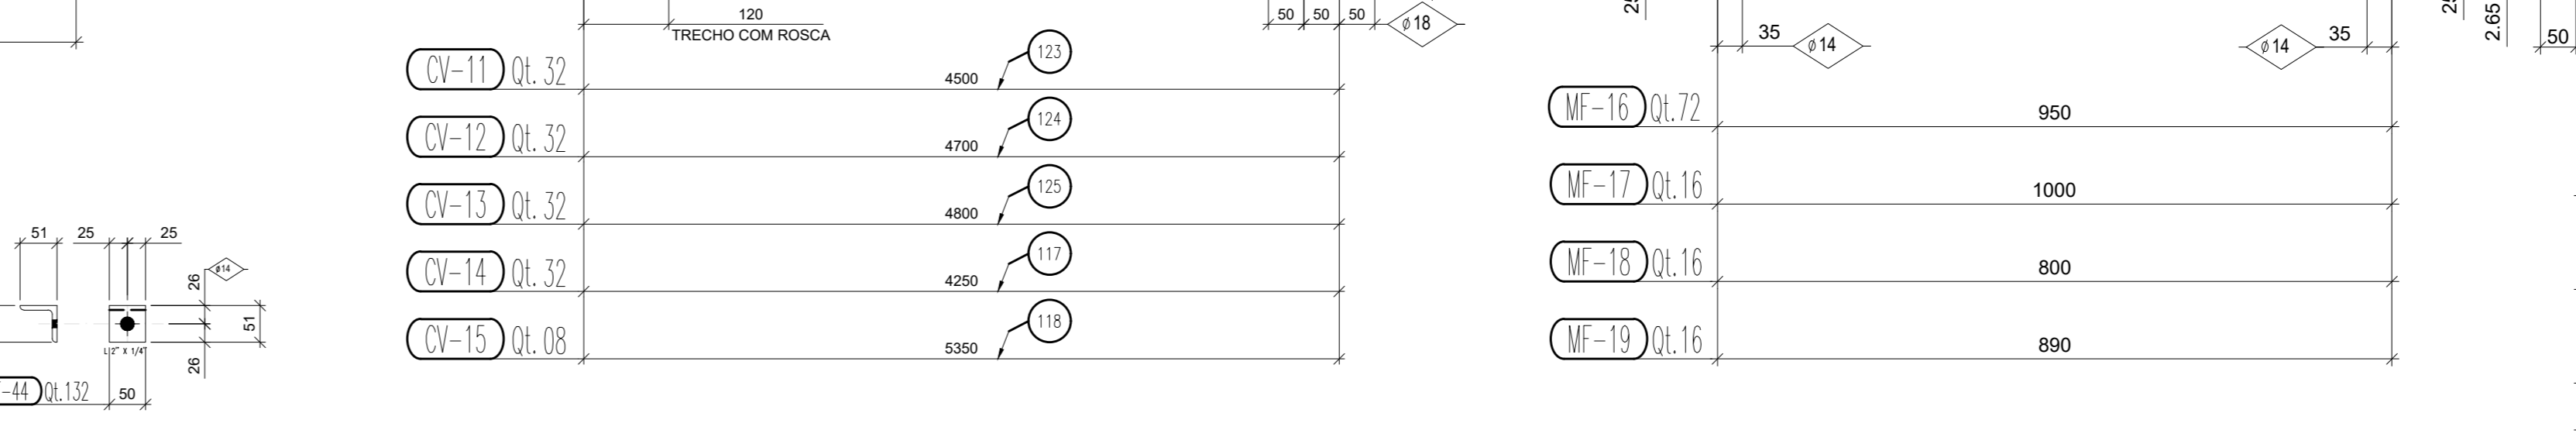 120
TRECHO COM ROSCA
50 50 50
ø18
CV-11 Qt. 32
4500
123
CV-12 Qt. 32
4700
124
CV-13 Qt. 32
4800
125
CV-14 Qt. 32
4250
117
CV-15 Qt. 08
5350
118
51
25
25
ø14
26
51
26
L 2" X 1/4"
-44 Qt.132
50
35
ø14
ø14
35
MF-16 Qt.72
950
MF-17 Qt.16
1000
MF-18 Qt.16
800
MF-19 Qt.16
890
2.65
50